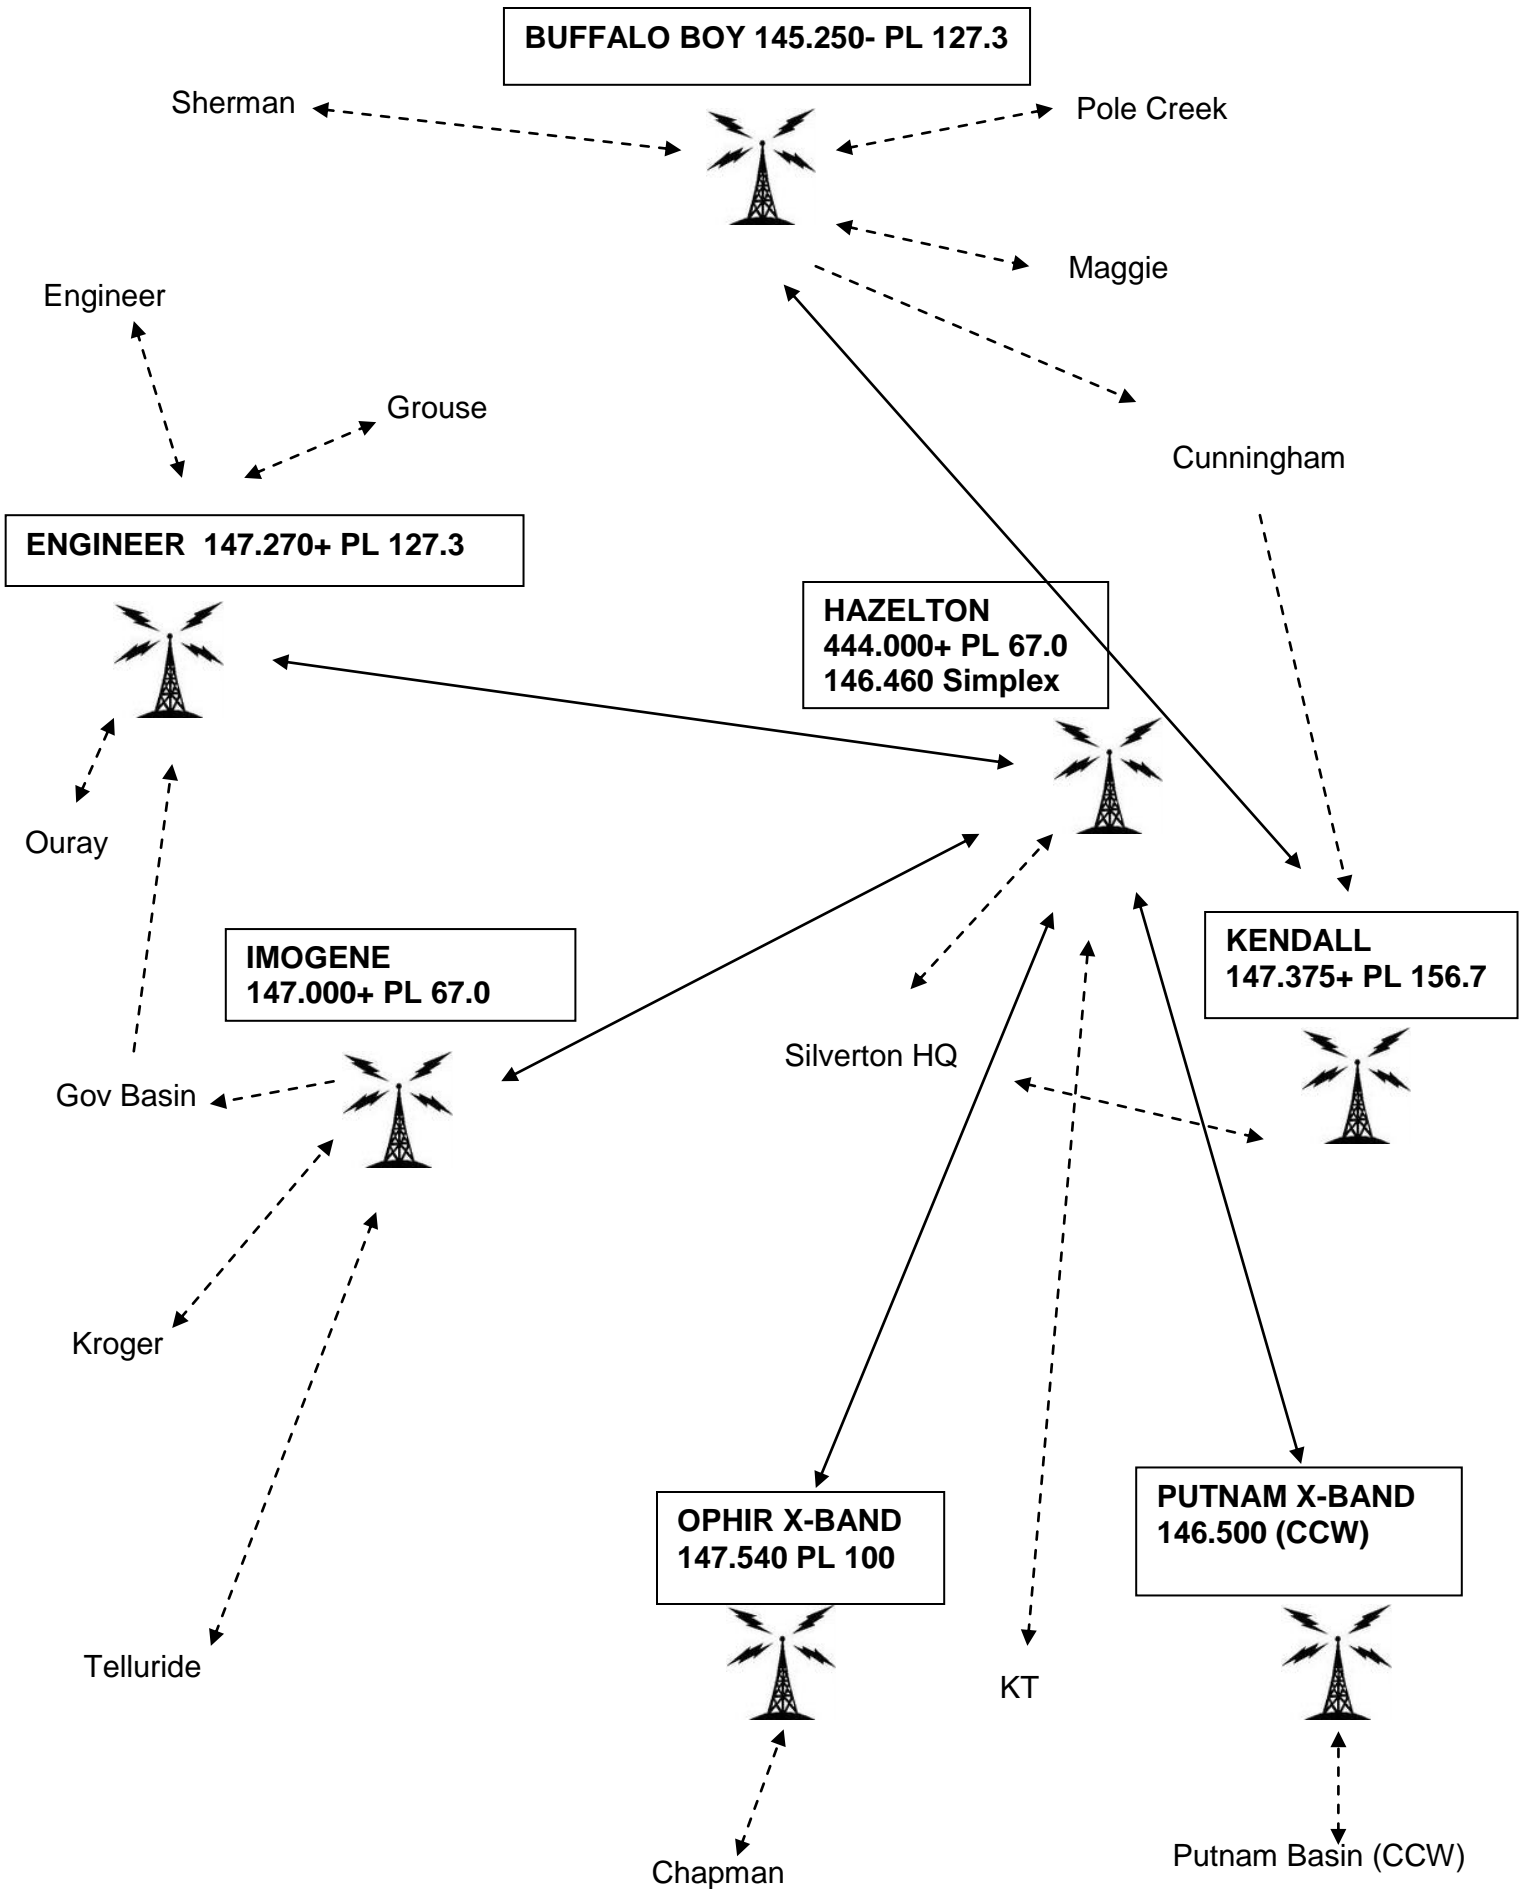 BUFFALO BOY 145.250- PL 127.3
Sherman
Pole Creek
Maggie
Engineer
Grouse
Cunningham
ENGINEER  147.270+ PL 127.3
HAZELTON
444.000+ PL 67.0
146.460 Simplex
Ouray
IMOGENE
147.000+ PL 67.0
KENDALL
147.375+ PL 156.7
Silverton HQ
Gov Basin
Kroger
OPHIR X-BAND
147.540 PL 100
PUTNAM X-BAND
146.500 (CCW)
Telluride
KT
Chapman
Putnam Basin (CCW)